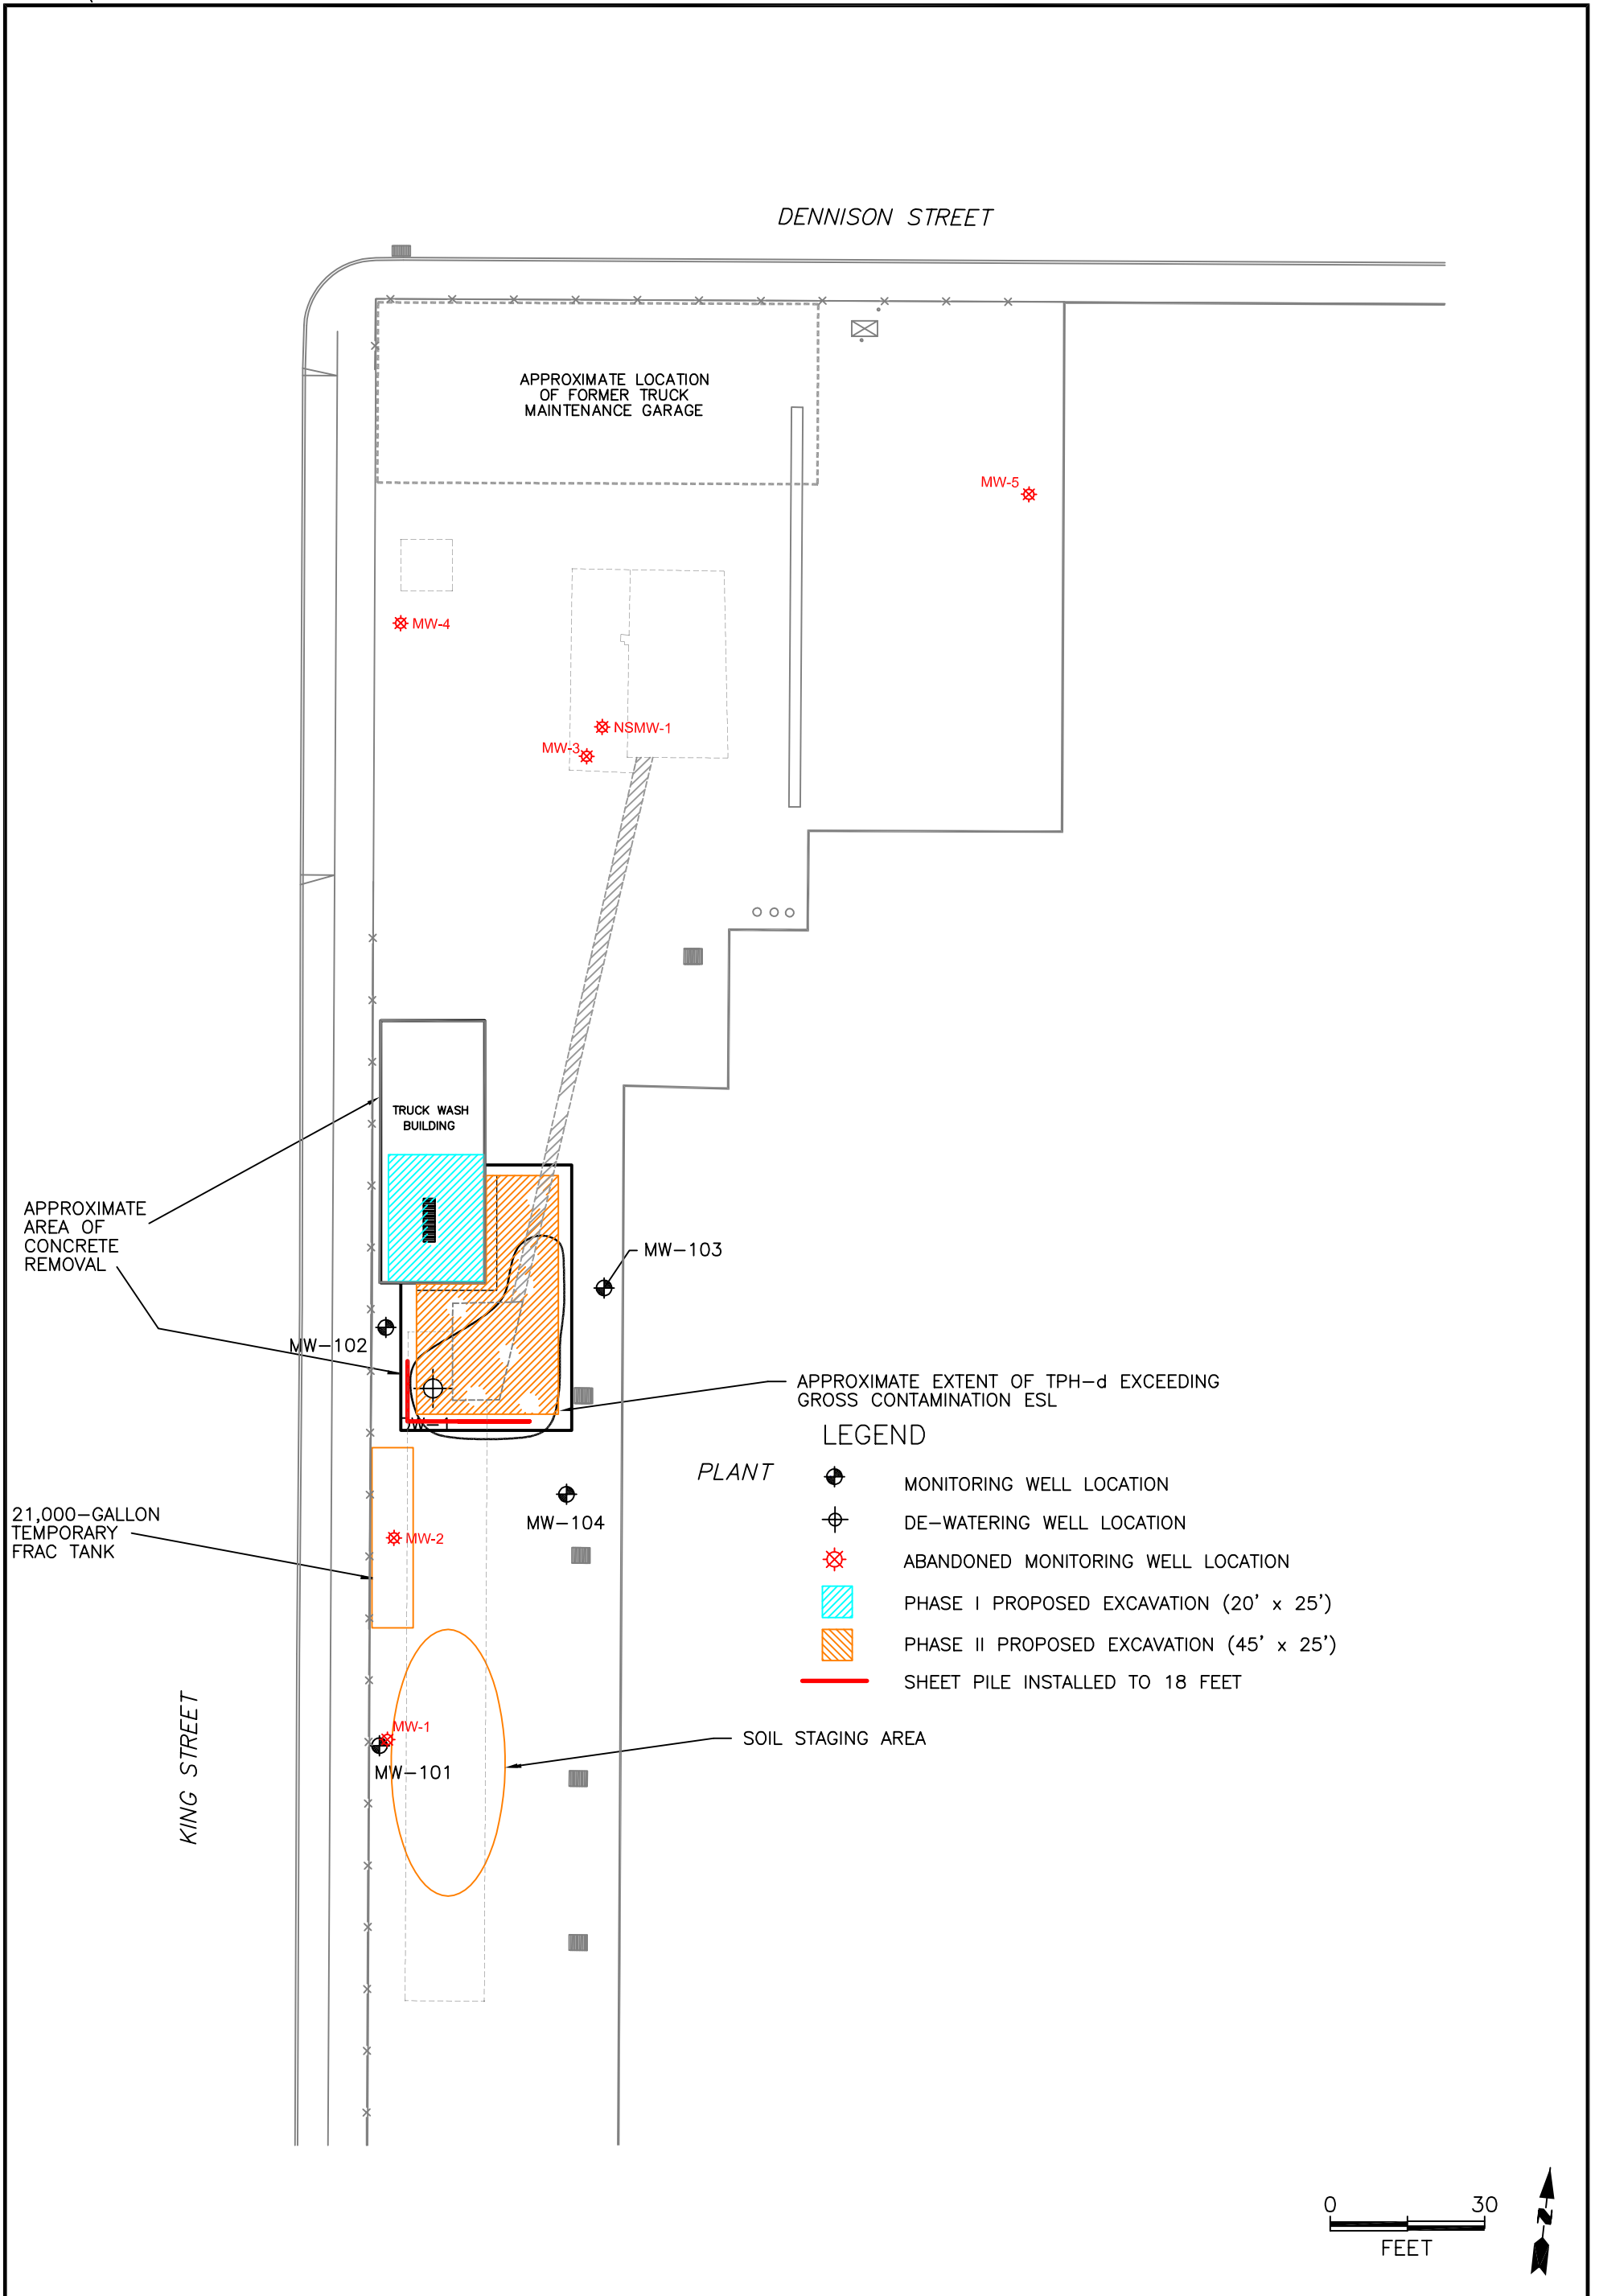 DENNISON STREET
APPROXIMATE LOCATION
OF FORMER TRUCK
MAINTENANCE GARAGE
MW-5
MW-4
NSMW-1
MW-3
TRUCK WASH
BUILDING
APPROXIMATE
AREA OF
CONCRETE
REMOVAL
MW-103
MW-102
APPROXIMATE EXTENT OF TPH-d EXCEEDING
GROSS CONTAMINATION ESL
LEGEND
PLANT
MONITORING WELL LOCATION
DE-WATERING WELL LOCATION
ABANDONED MONITORING WELL LOCATION
PHASE I PROPOSED EXCAVATION (20' x 25')
PHASE II PROPOSED EXCAVATION (45' x 25')
SHEET PILE INSTALLED TO 18 FEET
21,000-GALLON
TEMPORARY
FRAC TANK
MW-104
MW-2
MW-1
MW-101
SOIL STAGING AREA
KING STREET
0 30
FEET
N